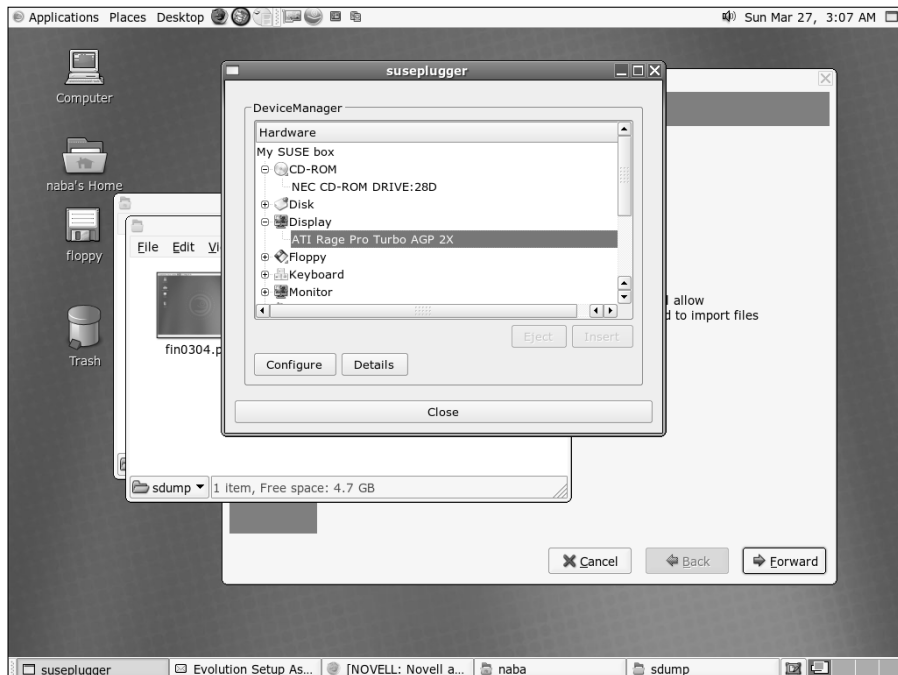 Applications Places Desktop
Sun Mar 27, 3:07 AM
Computer
naba's Home
floppy
Trash
suseplugger
DeviceManager
Hardware
My SUSE box
CD-ROM
NEC CD-ROM DRIVE:28D
Disk
Display
ATI Rage Pro Turbo AGP 2X
Floppy
Keyboard
Monitor
Eject Insert
Configure Details
Close
File Edit Vi
fin0304.p
sdump
1 item, Free space: 4.7 GB
allow
to import files
Cancel Back Forward
suseplugger
Evolution Setup As...
[NOVELL: Novell a...
naba
sdump